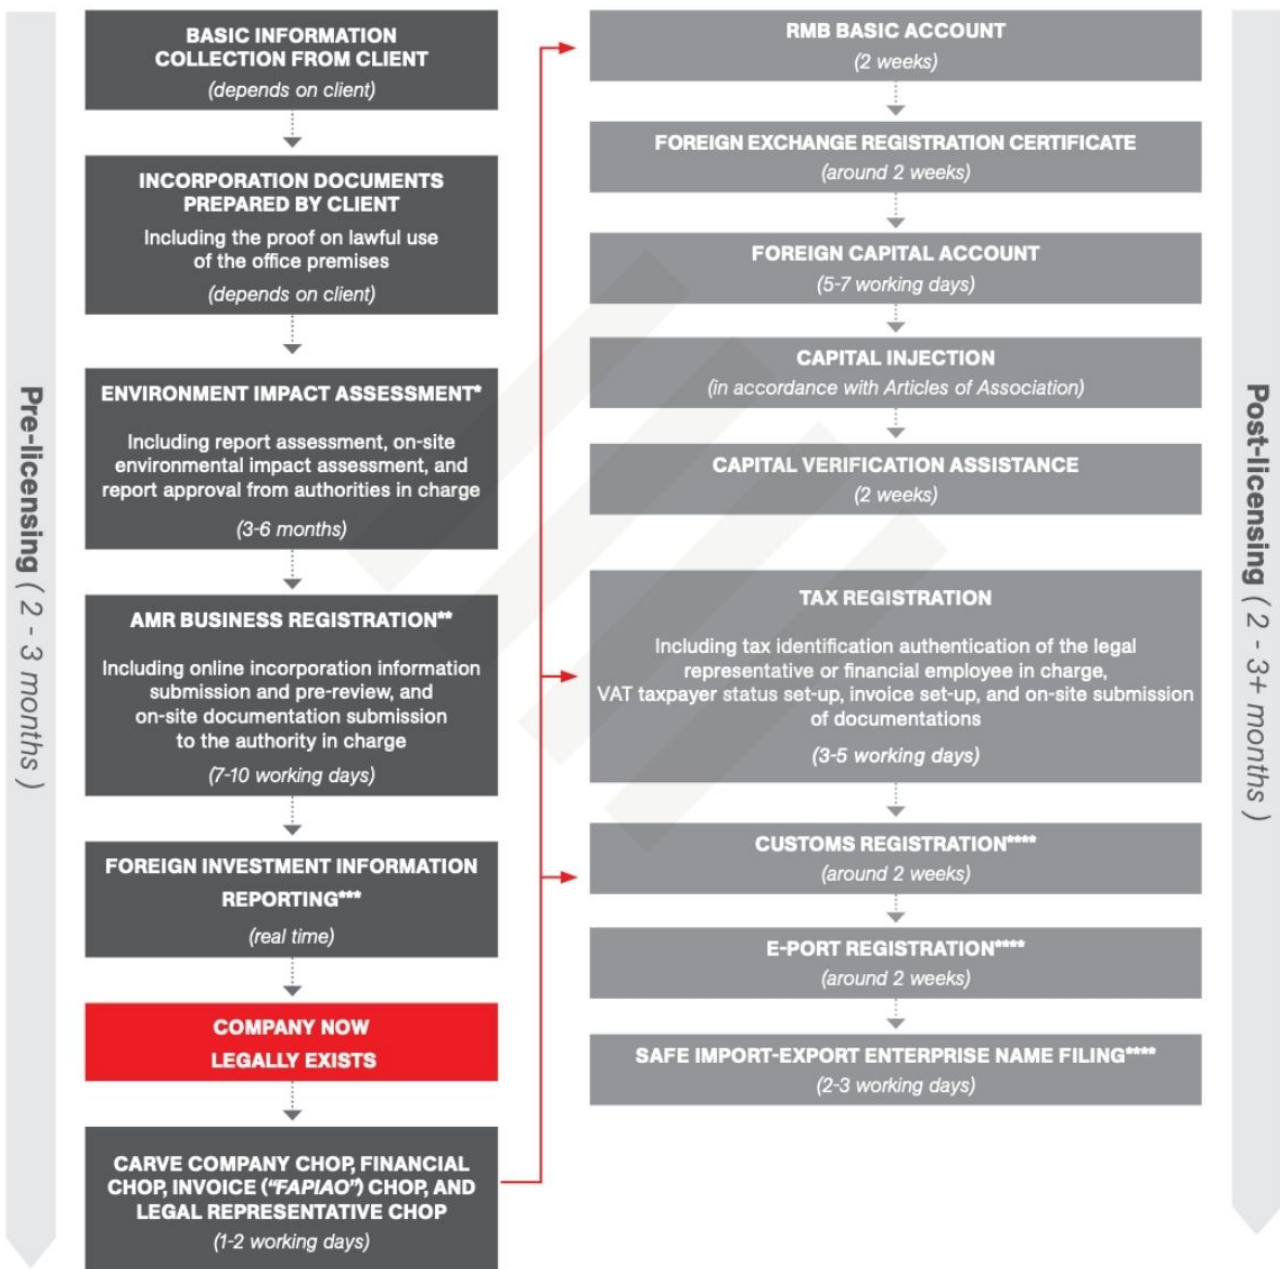 BASIC INFORMATION
COLLECTION FROM CLIENT
(depends on client)
INCORPORATION DOCUMENTS
PREPARED BY CLIENT
Including the proof on lawful use
of the office premises
(depends on client)
ENVIRONMENT IMPACT ASSESSMENT*
Including report assessment, on-site
environmental impact assessment, and
report approval from authorities in charge
(3-6 months)
AMR BUSINESS REGISTRATION**
Including online incorporation information
submission and pre-review, and
on-site documentation submission
to the authority in charge
(7-10 working days)
FOREIGN INVESTMENT INFORMATION
REPORTING***
(real time)
COMPANY NOW
LEGALLY EXISTS
CARVE COMPANY CHOP, FINANCIAL
CHOP, INVOICE ("FAPIAO") CHOP, AND
LEGAL REPRESENTATIVE CHOP
(1-2 working days)
Pre-licensing ( 2 - 3 months )
RMB BASIC ACCOUNT
(2 weeks)
FOREIGN EXCHANGE REGISTRATION CERTIFICATE
(around 2 weeks)
FOREIGN CAPITAL ACCOUNT
(5-7 working days)
CAPITAL INJECTION
(in accordance with Articles of Association)
CAPITAL VERIFICATION ASSISTANCE
(2 weeks)
TAX REGISTRATION
Including tax identification authentication of the legal
representative or financial employee in charge,
VAT taxpayer status set-up, invoice set-up, and on-site submission
of documentations
(3-5 working days)
CUSTOMS REGISTRATION****
(around 2 weeks)
E-PORT REGISTRATION****
(around 2 weeks)
SAFE IMPORT-EXPORT ENTERPRISE NAME FILING****
(2-3 working days)
Post-licensing ( 2 - 3+ months )